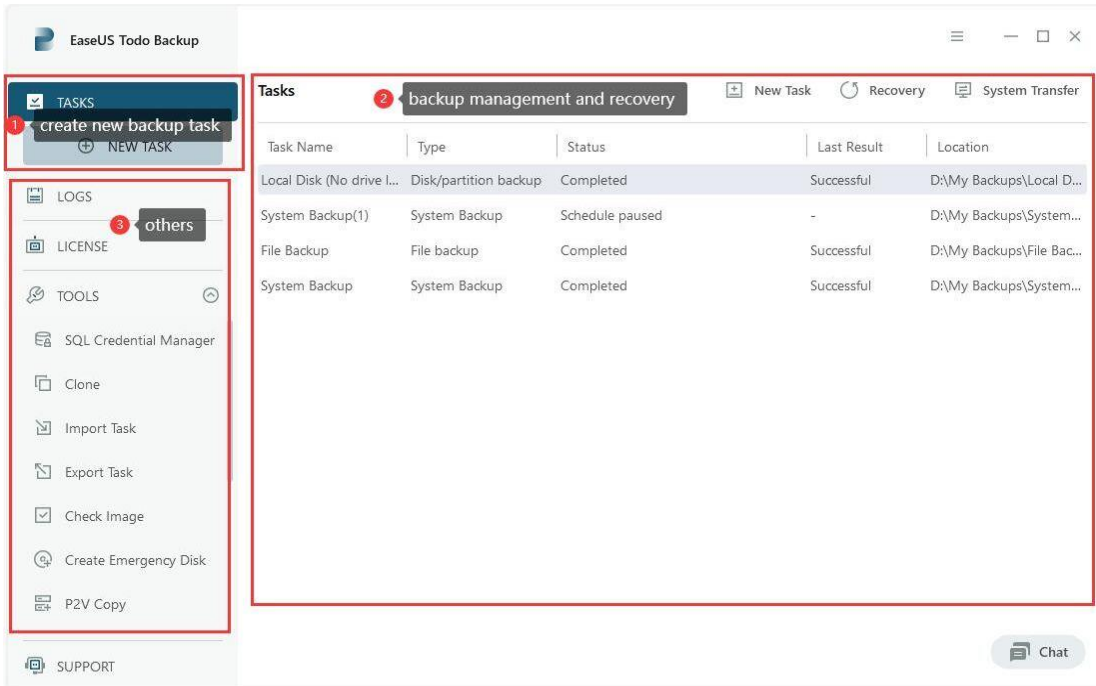 EaseUS Todo Backup
TASKS
1 create new backup task
NEW TASK
LOGS
3 others
LICENSE
TOOLS
SQL Credential Manager
Clone
Import Task
Export Task
Check Image
Create Emergency Disk
P2V Copy
SUPPORT
Tasks 2 backup management and recovery New Task Recovery System Transfer
Task Name Type Status Last Result Location
Local Disk (No drive l... Disk/partition backup Completed Successful D:\My Backups\Local D...
System Backup(1) System Backup Schedule paused - D:\My Backups\System...
File Backup File backup Completed Successful D:\My Backups\File Bac...
System Backup System Backup Completed Successful D:\My Backups\System...
Chat